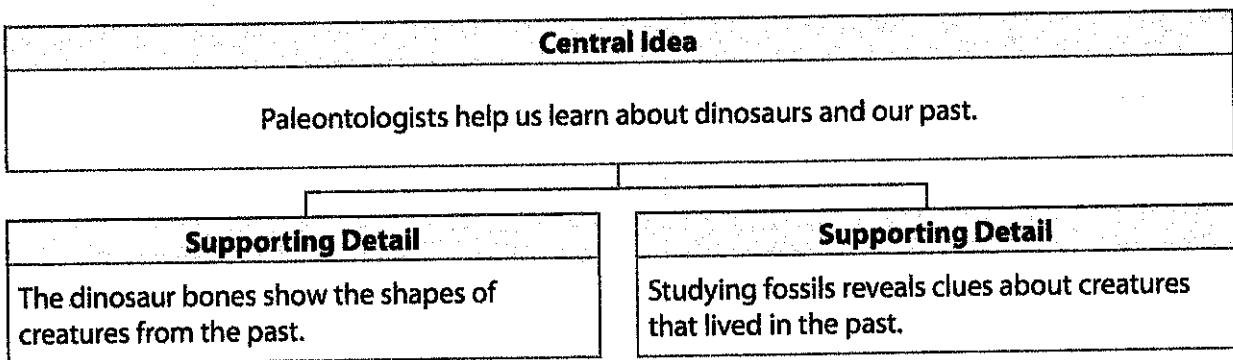 Central Idea
Paleontologists help us learn about dinosaurs and our past.
Supporting Detail
The dinosaur bones show the shapes of
creatures from the past.
Supporting Detail
Studying fossils reveals clues about creatures
that lived in the past.